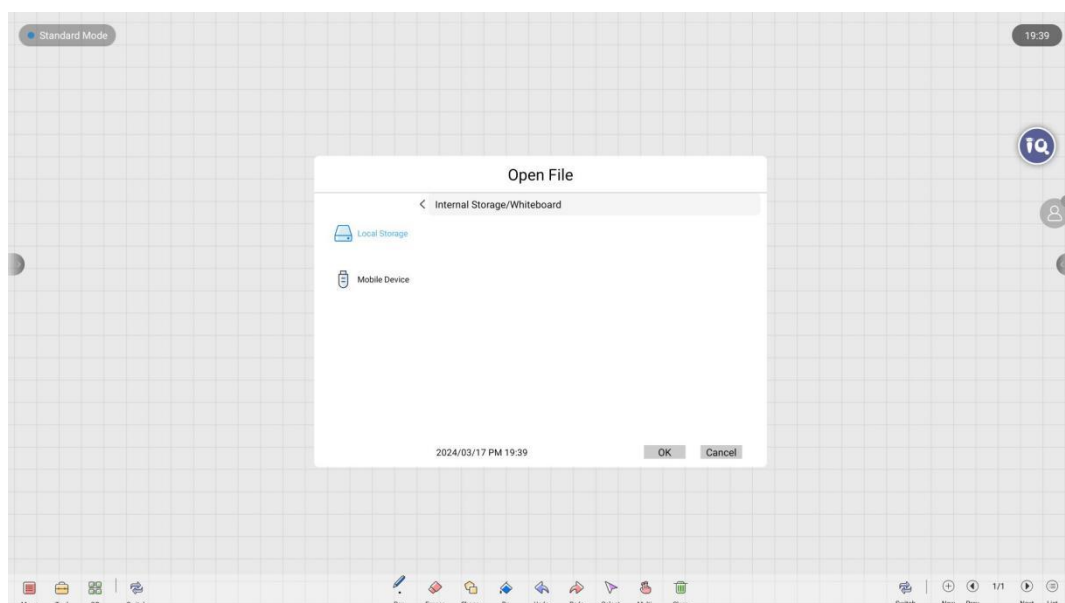 Standard Mode
19:39
iQ
Open File
Internal Storage/Whiteboard
Local Storage
Mobile Device
2024/03/17 PM 19:39
OK Cancel
1/1